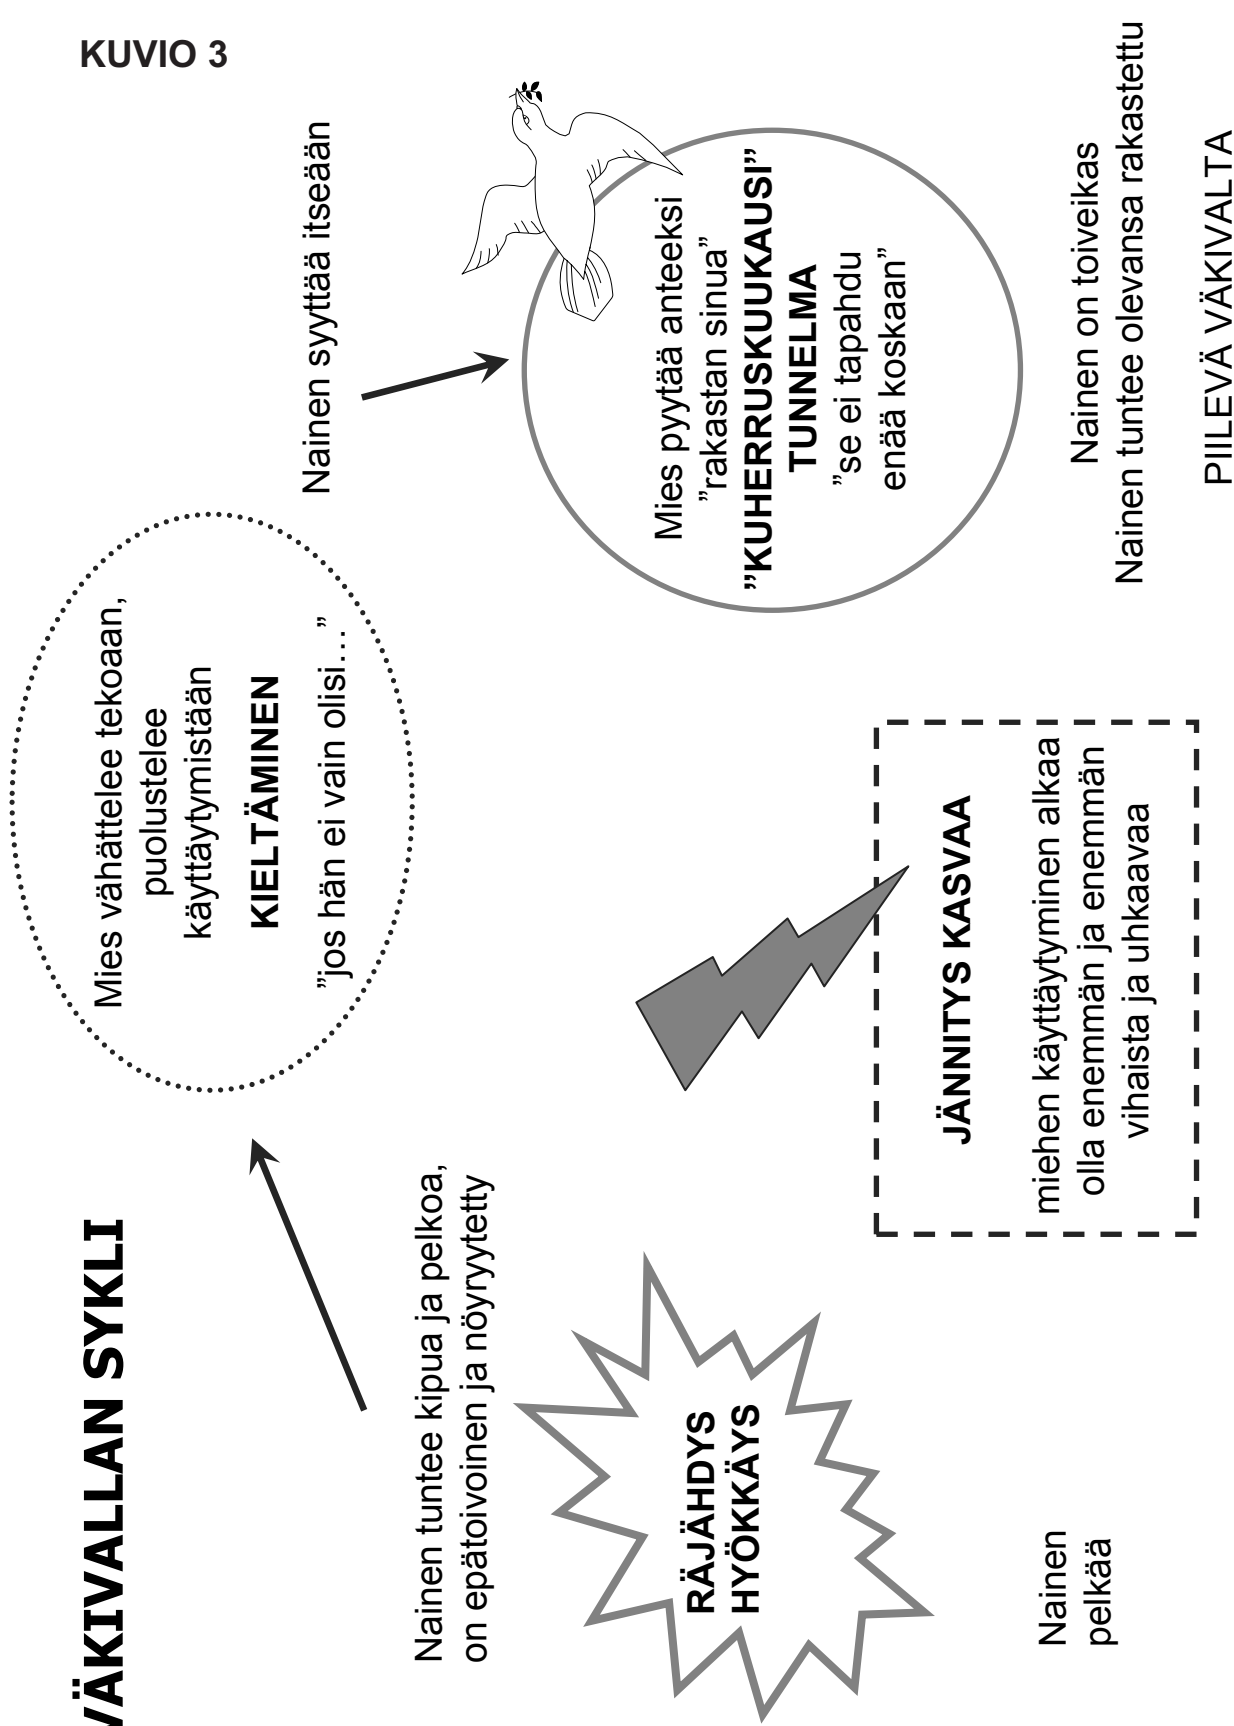 KUVIO 3
VÄKIVALLAN SYKLI
Mies vähättelee tekoaan,
puolustelee
käyttäytymistään
KIELTÄMINEN
”jos hän ei vain olisi…”
Nainen syyttää itseään
Nainen tuntee kipua ja pelkoa,
on epätoivoinen ja nöyryytetty
Mies pyytää anteeksi
”rakastan sinua”
”KUHERRUSKUUKAUSI”
TUNNELMA
”se ei tapahdu
enää koskaan”
RÄJÄHDYS
HYÖKKÄYS
JÄNNITYS KASVAA
miehen käyttäytyminen alkaa
olla enemmän ja enemmän
vihaista ja uhkaavaa
Nainen
pelkää
Nainen on toiveikas
Nainen tuntee olevansa rakastettu
PIILEVÄ VÄKIVALTA